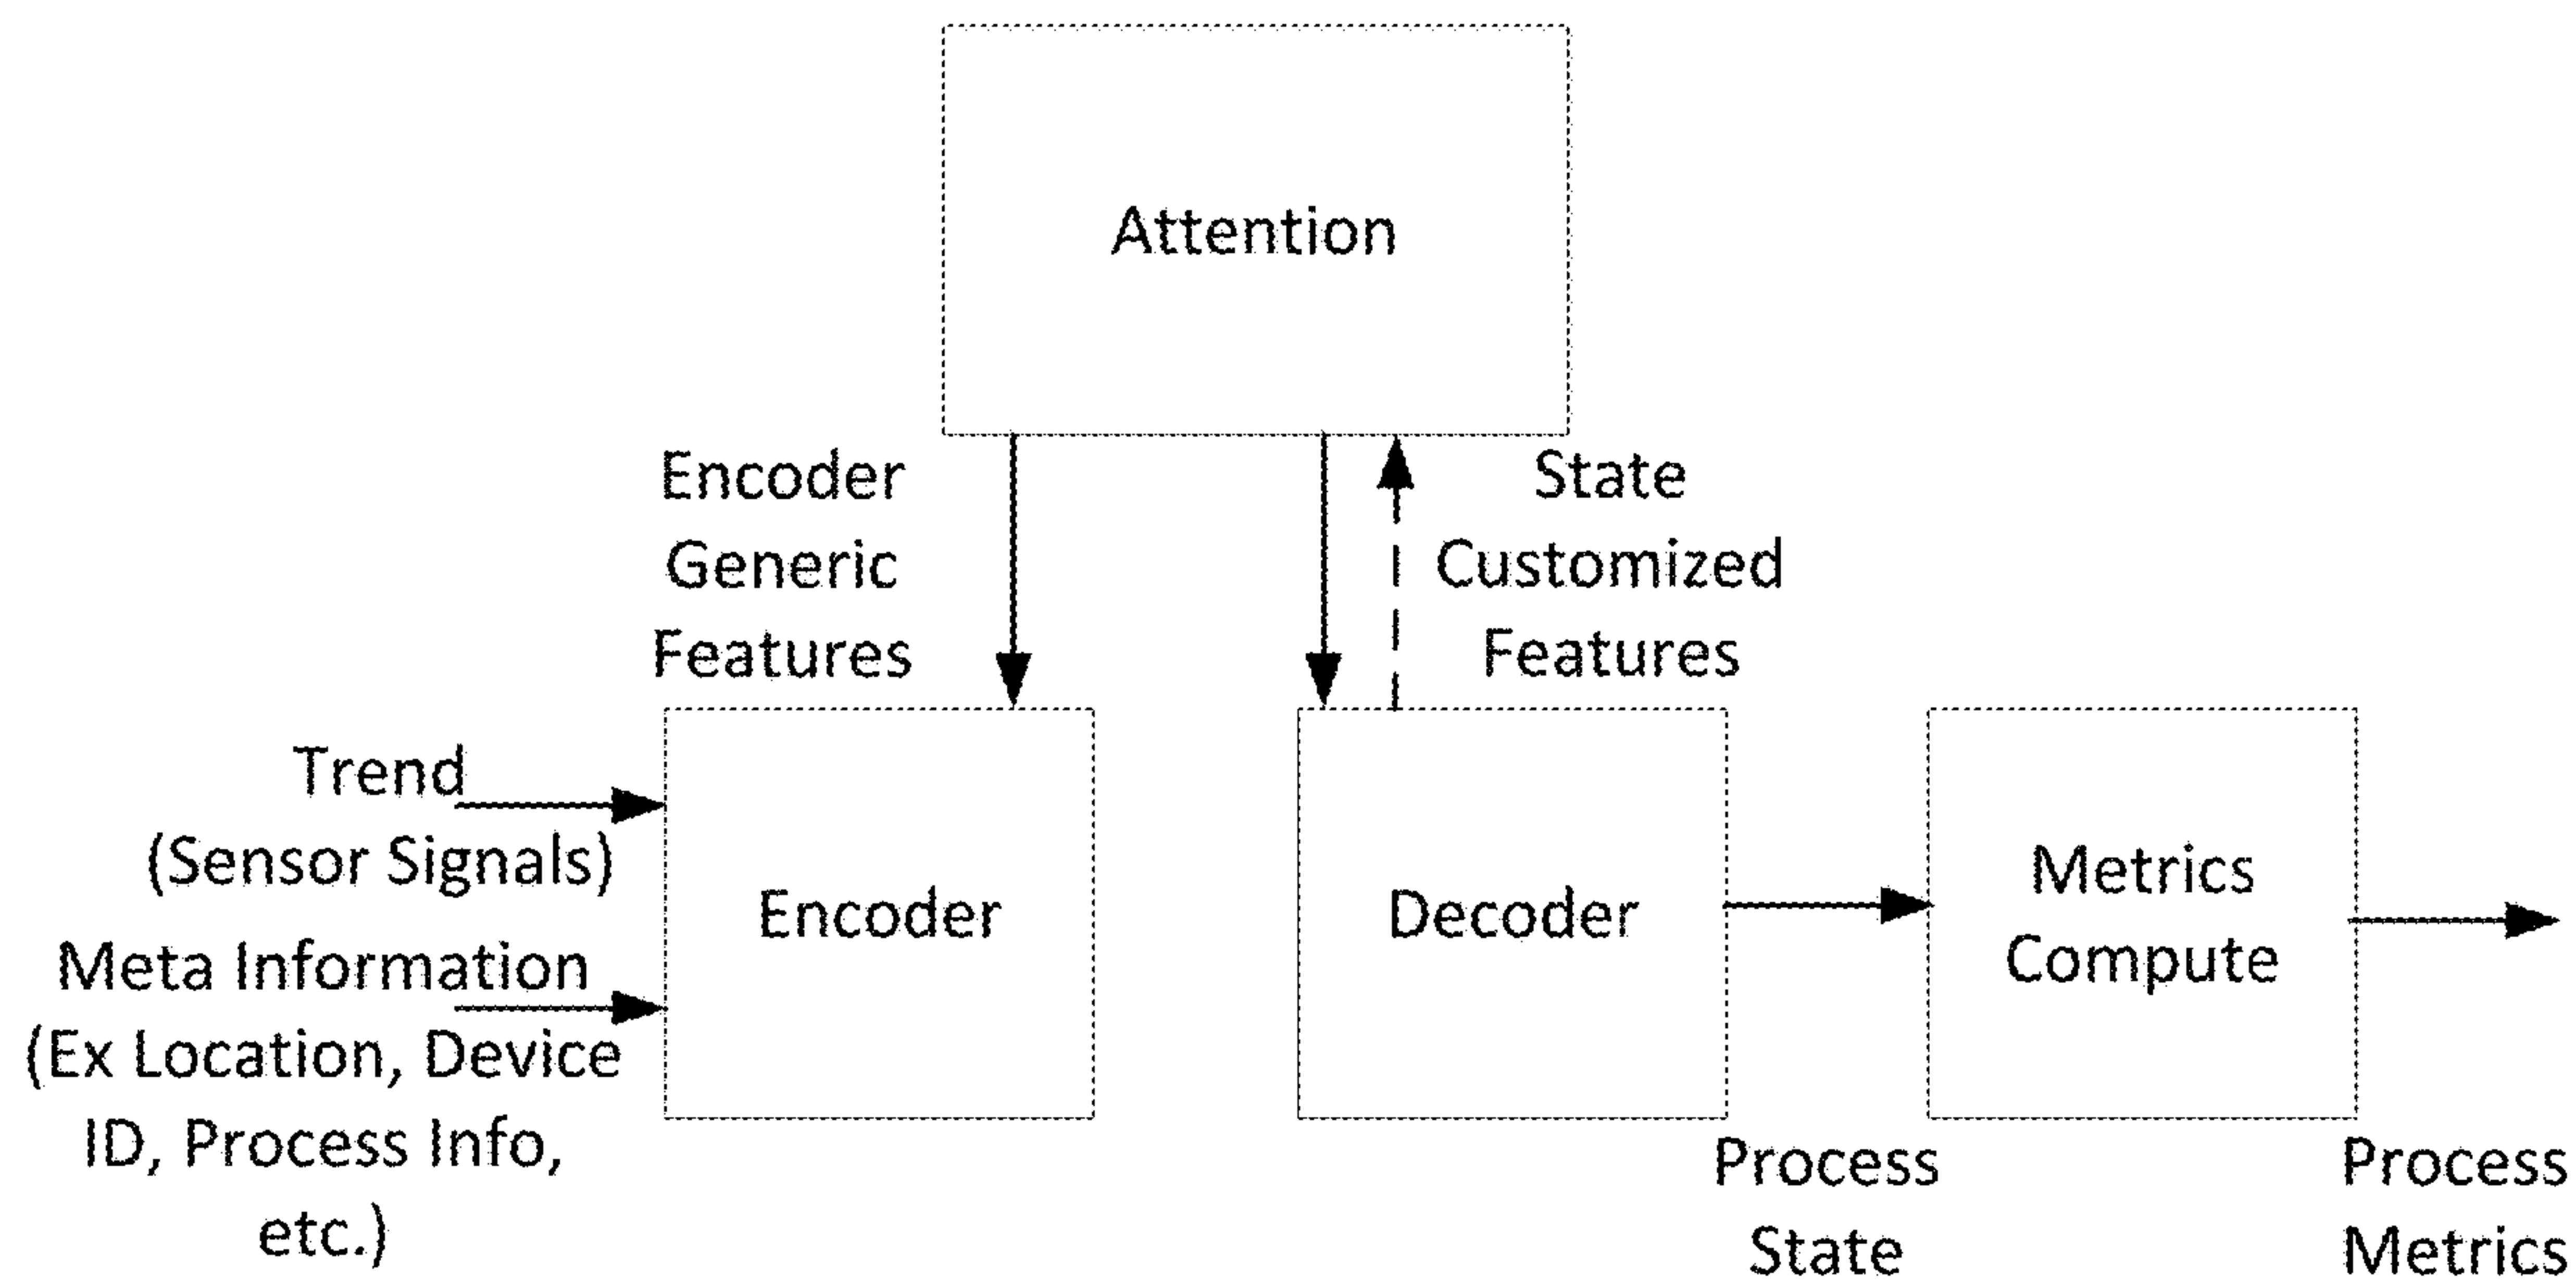 Attention
Encoder
Generic
Features
State
Customized
Features
Trend
(Sensor Signals)
Meta Information
(Ex Location, Device
ID, Process Info,
etc.)
Encoder
Decoder
Metrics
Compute
Process
State
Process
Metrics